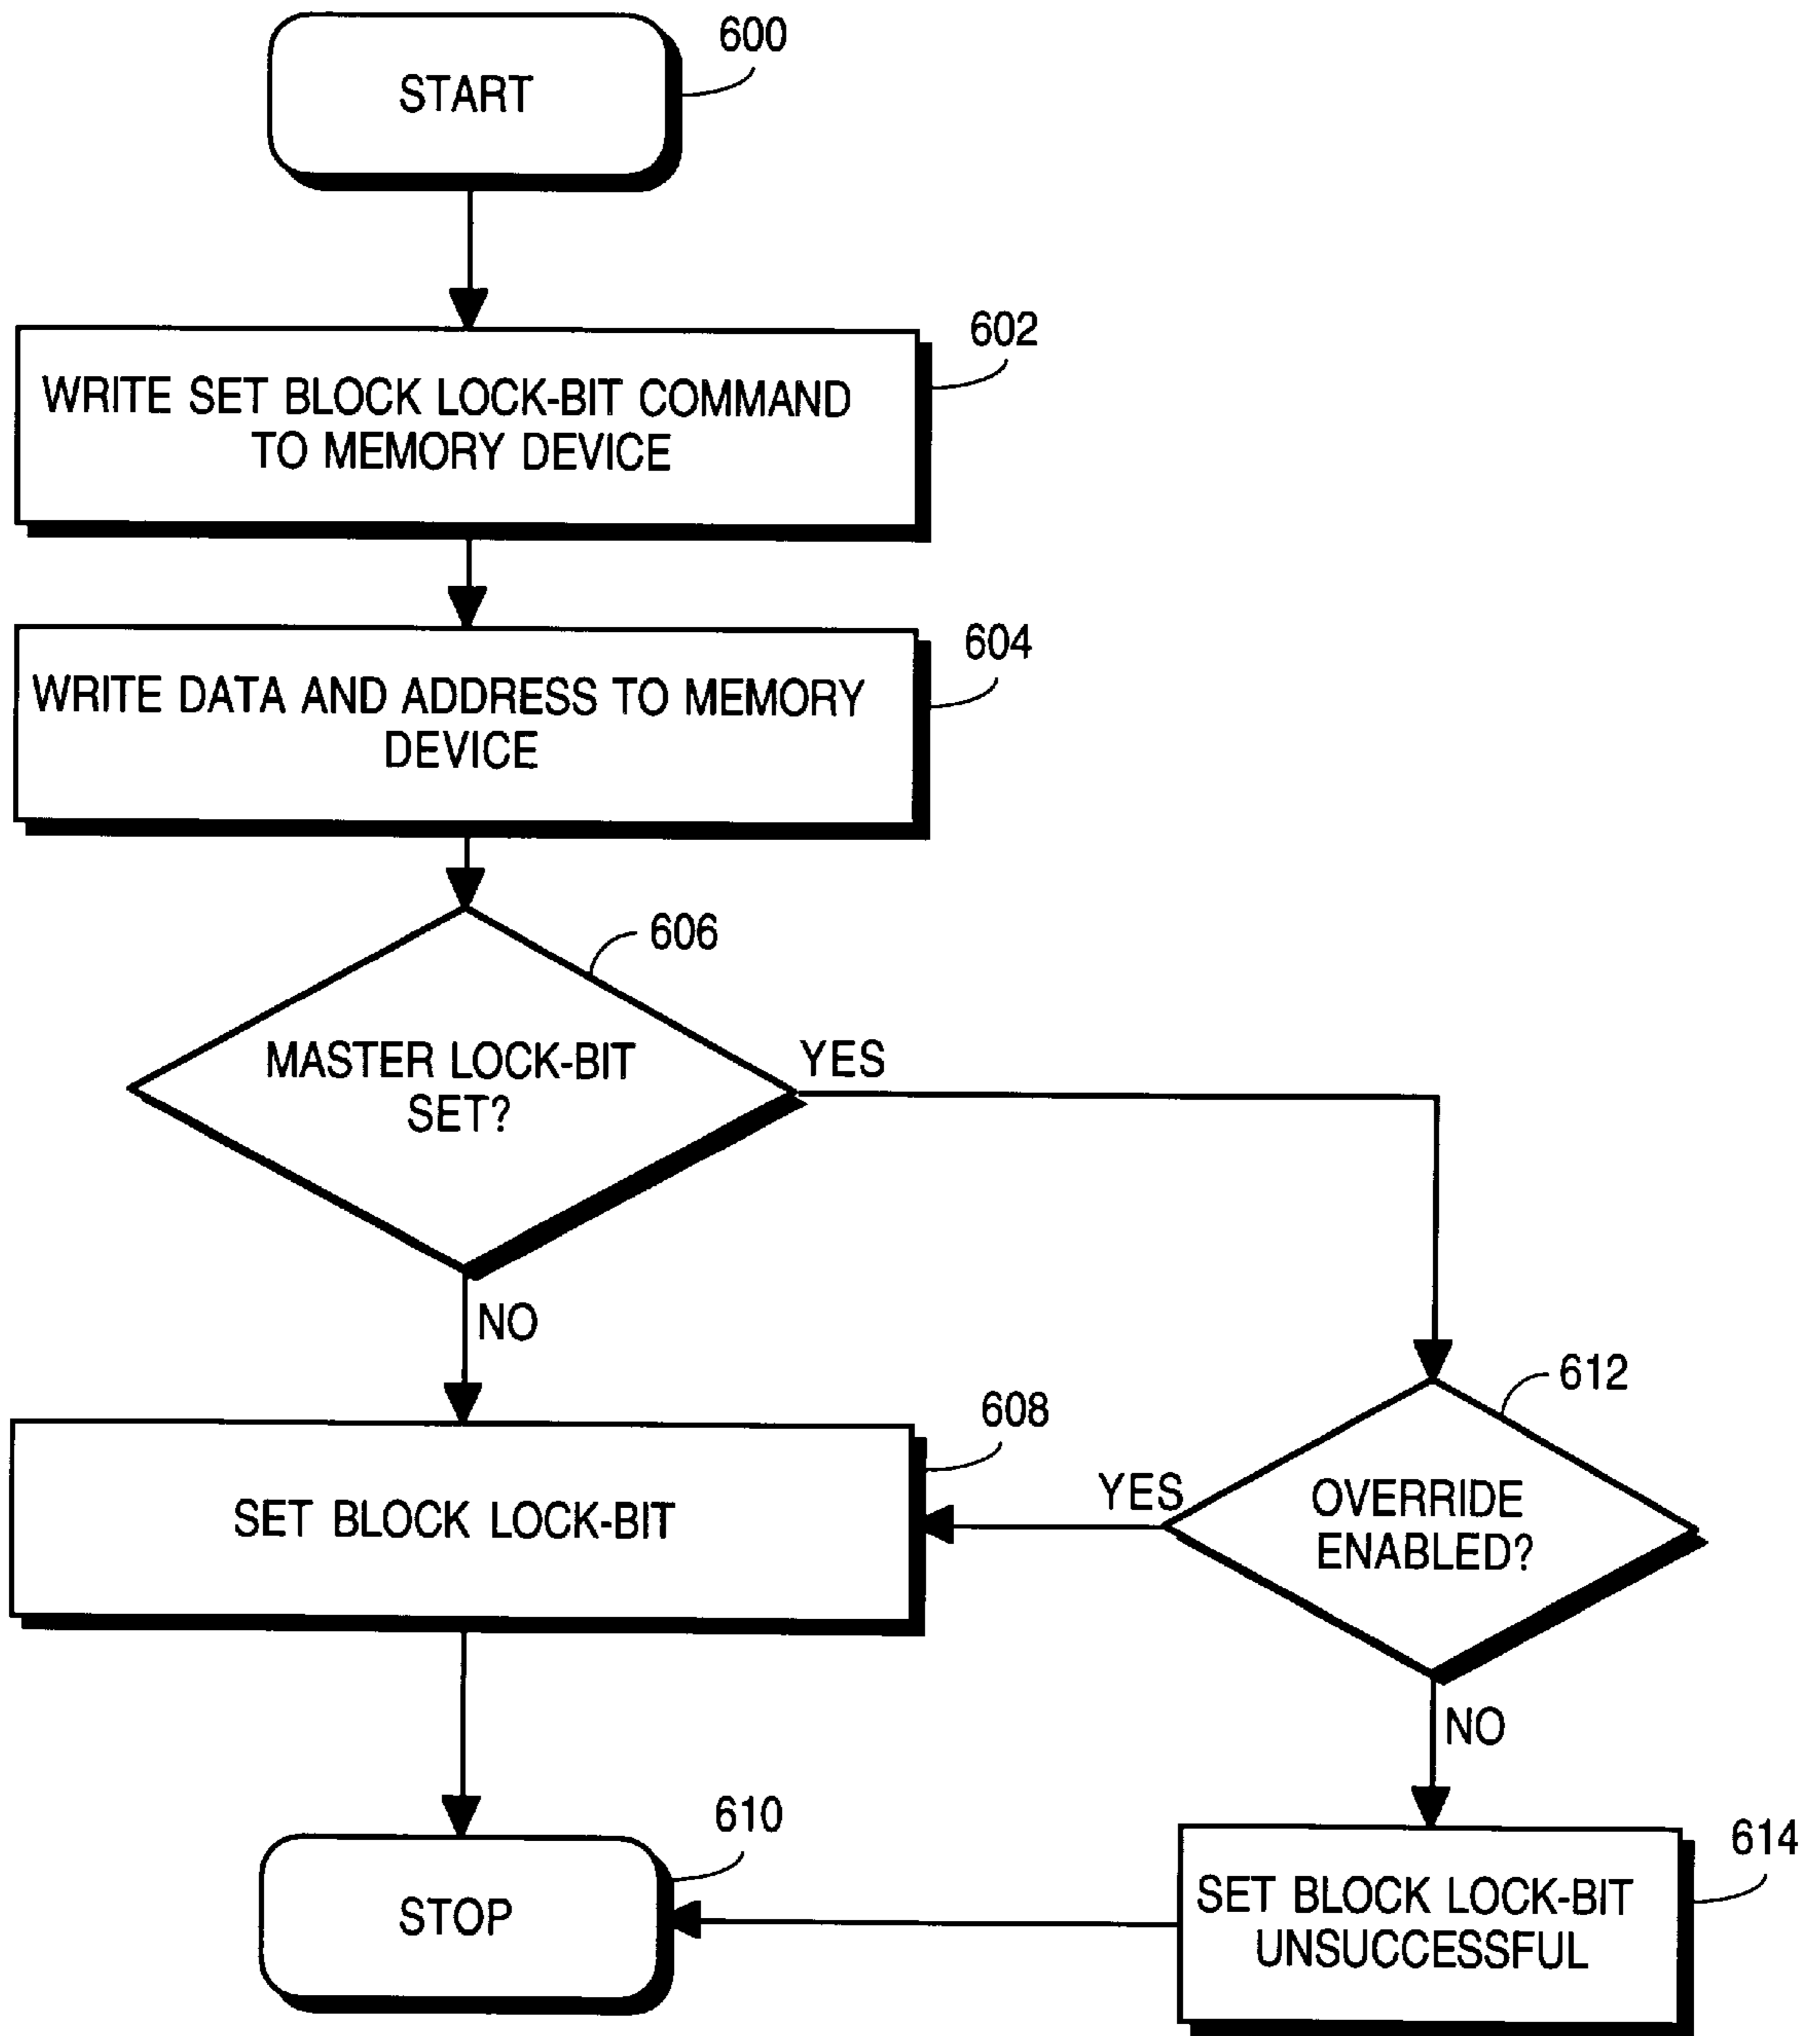 600
START
602
WRITE SET BLOCK LOCK-BIT COMMAND
TO MEMORY DEVICE
604
WRITE DATA AND ADDRESS TO MEMORY
DEVICE
606
MASTER LOCK-BIT
SET?
YES
NO
612
608
SET BLOCK LOCK-BIT
YES
OVERRIDE
ENABLED?
NO
610
STOP
614
SET BLOCK LOCK-BIT
UNSUCCESSFUL